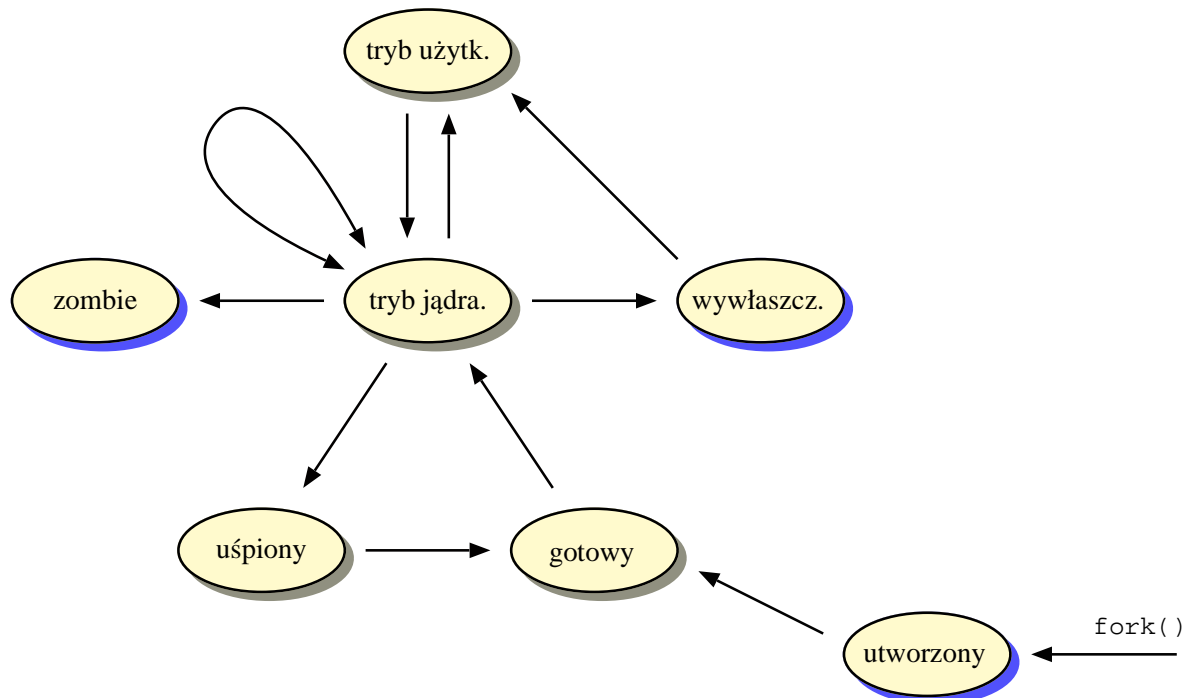 tryb użytk.
zombie
tryb jądra.
wywłaszcz.
uśpiony
gotowy
fork()
utworzony